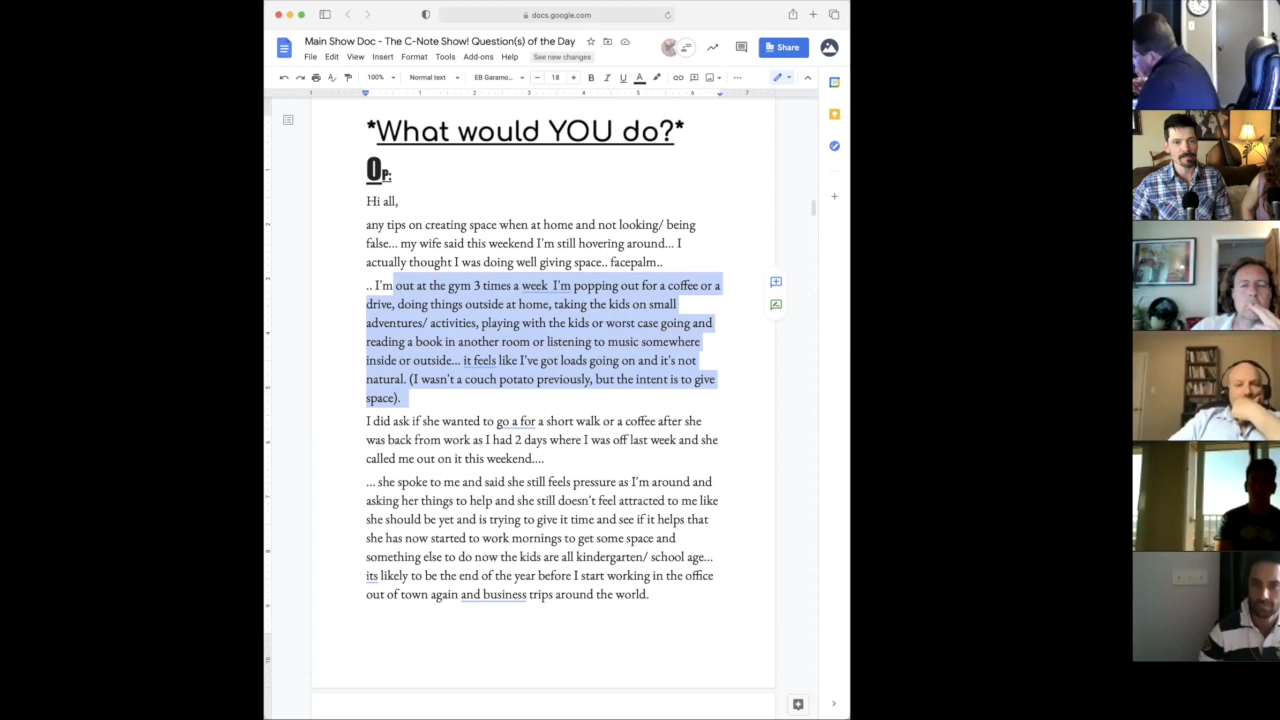 docs.google.com
Main Show Doc - The C-Note Show! Question(s) of the Day
Share
File Edit View Insert Format Tools Add-ons Help See new changes
100% Normal text EB Garamo... 18 B I U A
1 1 2 3 4 5 6 7
*What would YOU do?*
OP:
Hi all,
any tips on creating space when at home and not looking/ being
false... my wife said this weekend I'm still hovering around... I
actually thought I was doing well giving space.. facepalm..
.. I'm out at the gym 3 times a week I'm popping out for a coffee or a
drive, doing things outside at home, taking the kids on small
adventures/ activities, playing with the kids or worst case going and
reading a book in another room or listening to music somewhere
inside or outside... it feels like I've got loads going on and it's not
natural. (I wasn't a couch potato previously, but the intent is to give
space).
I did ask if she wanted to go a for a short walk or a coffee after she
was back from work as I had 2 days where I was off last week and she
called me out on it this weekend....
... she spoke to me and said she still feels pressure as I'm around and
asking her things to help and she still doesn't feel attracted to me like
she should be yet and is trying to give it time and see if it helps that
she has now started to work mornings to get some space and
something else to do now the kids are all kindergarten/ school age...
its likely to be the end of the year before I start working in the office
out of town again and business trips around the world.